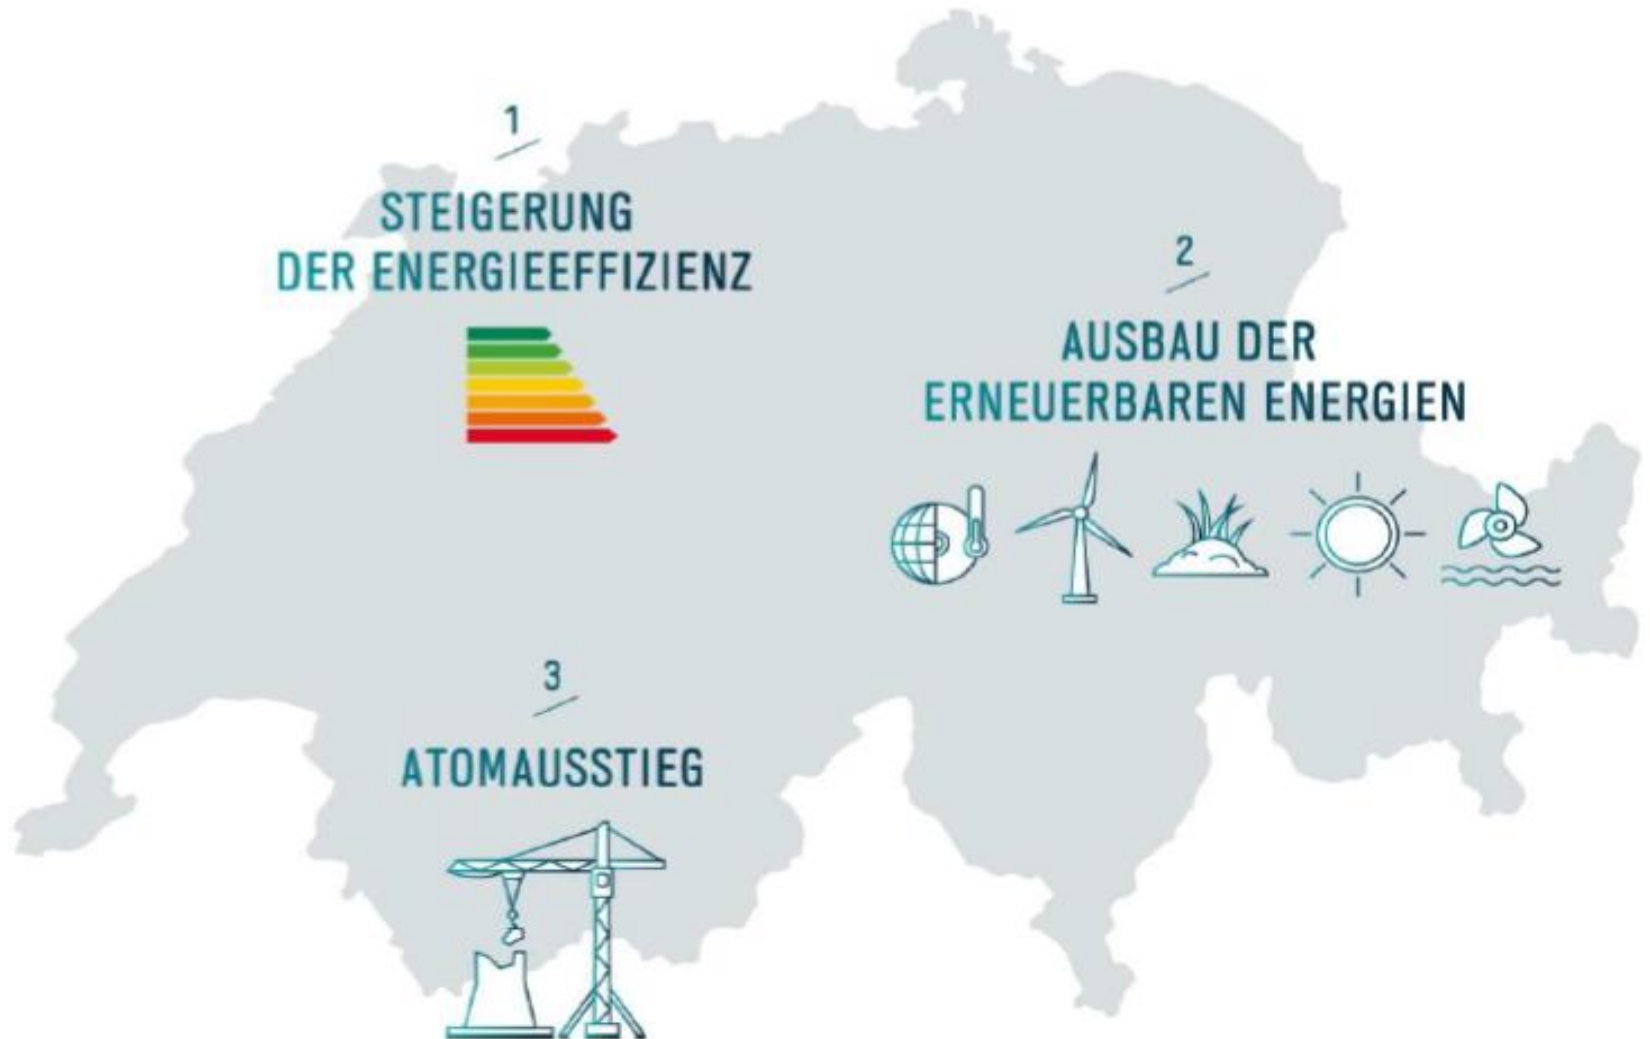 1
STEIGERUNG
DER ENERGIEEFFIZIENZ
2
AUSBAU DER
ERNEUERBAREN ENERGIEN
3
ATOMAUSSTIEG